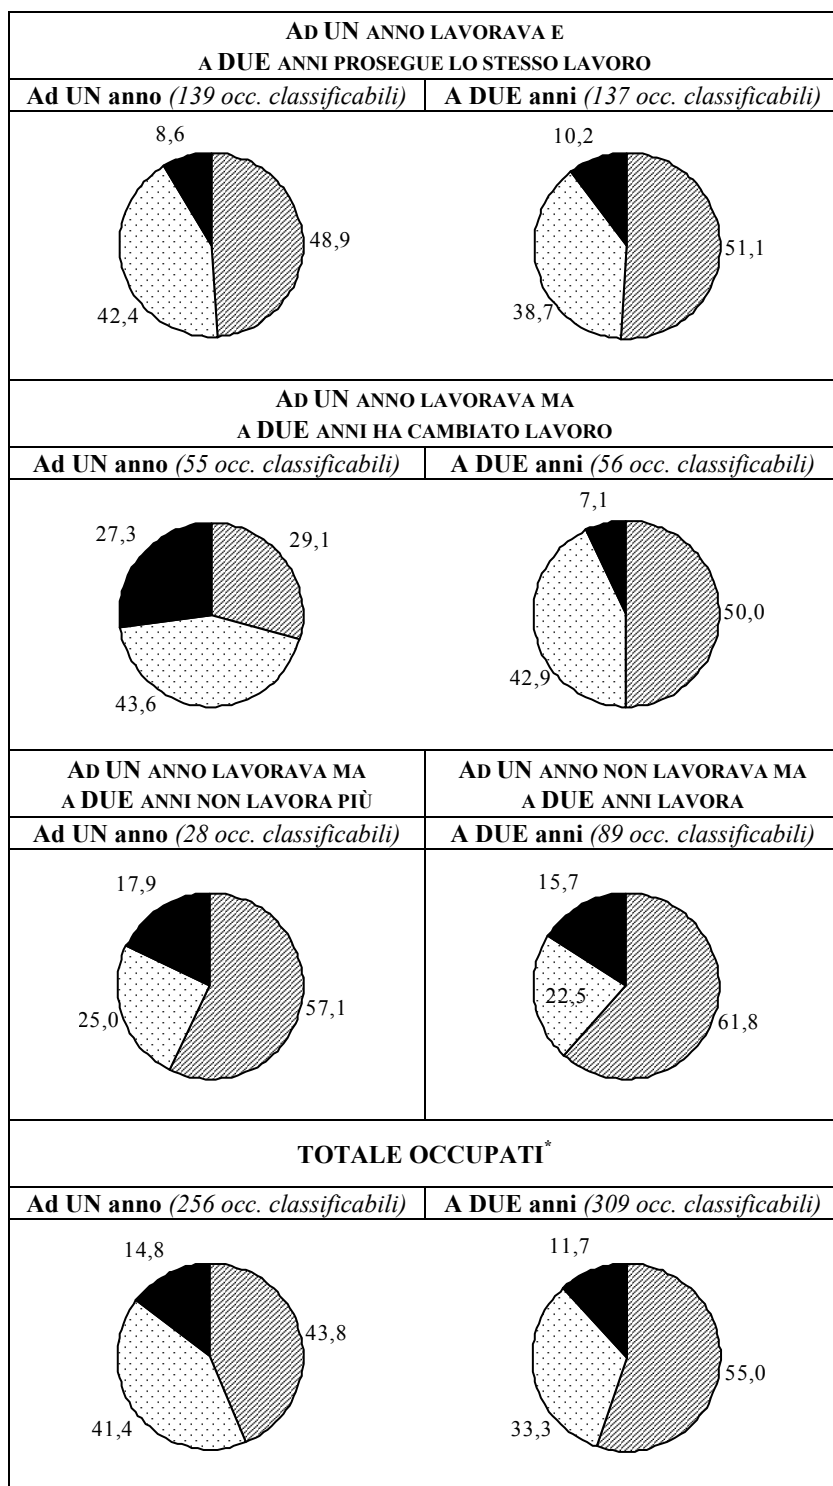 AD UN ANNO LAVORAVA E
A DUE ANNI PROSEGUE LO STESSO LAVORO
Ad UN anno (139 occ. classificabili)
A DUE anni (137 occ. classificabili)
8,6
48,9
42,4
10,2
51,1
38,7
AD UN ANNO LAVORAVA MA
A DUE ANNI HA CAMBIATO LAVORO
Ad UN anno (55 occ. classificabili)
A DUE anni (56 occ. classificabili)
27,3
29,1
43,6
7,1
50,0
42,9
AD UN ANNO LAVORAVA MA
A DUE ANNI NON LAVORA PIÙ
AD UN ANNO NON LAVORAVA MA
A DUE ANNI LAVORA
Ad UN anno (28 occ. classificabili)
A DUE anni (89 occ. classificabili)
17,9
57,1
25,0
15,7
22,5
61,8
TOTALE OCCUPATI*
Ad UN anno (256 occ. classificabili)
A DUE anni (309 occ. classificabili)
14,8
43,8
41,4
11,7
55,0
33,3